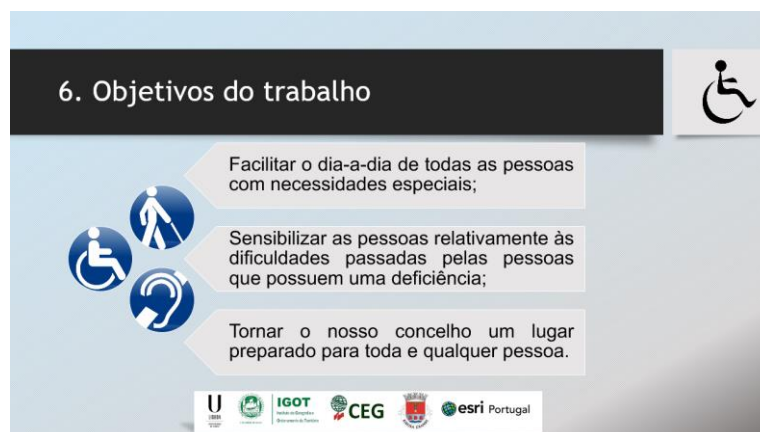 6. Objetivos do trabalho
Facilitar o dia-a-dia de todas as pessoas
com necessidades especiais;
Sensibilizar as pessoas relativamente às
dificuldades passadas pelas pessoas
que possuem uma deficiência;
Tornar o nosso concelho um lugar
preparado para toda e qualquer pessoa.
U
LISBOA
IGOT
CEG
esri Portugal